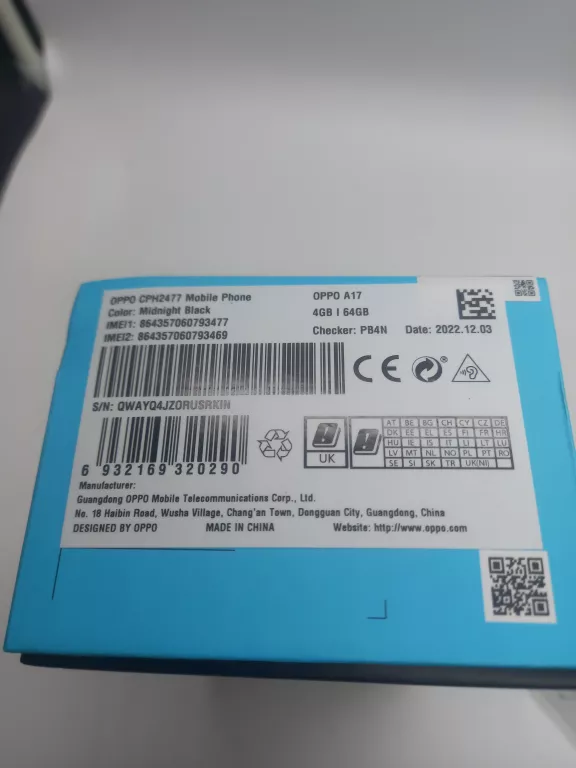 OPPO CPH2477 Mobile Phone OPPO A17
Color: Midnight Black 4GB I 64GB
IMEI1: 864357060793477
IMEI2: 864357060793469 Checker: PB4N Date: 2022.12.03
CE
S/N: QWAYQ4JZORUSRKIN
6 932169 320290
UK
AT BE BG CH CY CZ DE
DK EE EL ES FI FR HR
HU IE IS IT LI LT LU
LV MT NL NO PL PT RO
SE SI SK TR UK(NI)
Manufacturer:
Guangdong OPPO Mobile Telecommunications Corp., Ltd.
No. 18 Haibin Road, Wusha Village, Chang'an Town, Dongguan City, Guangdong, China
DESIGNED BY OPPO MADE IN CHINA Website: http://www.oppo.com